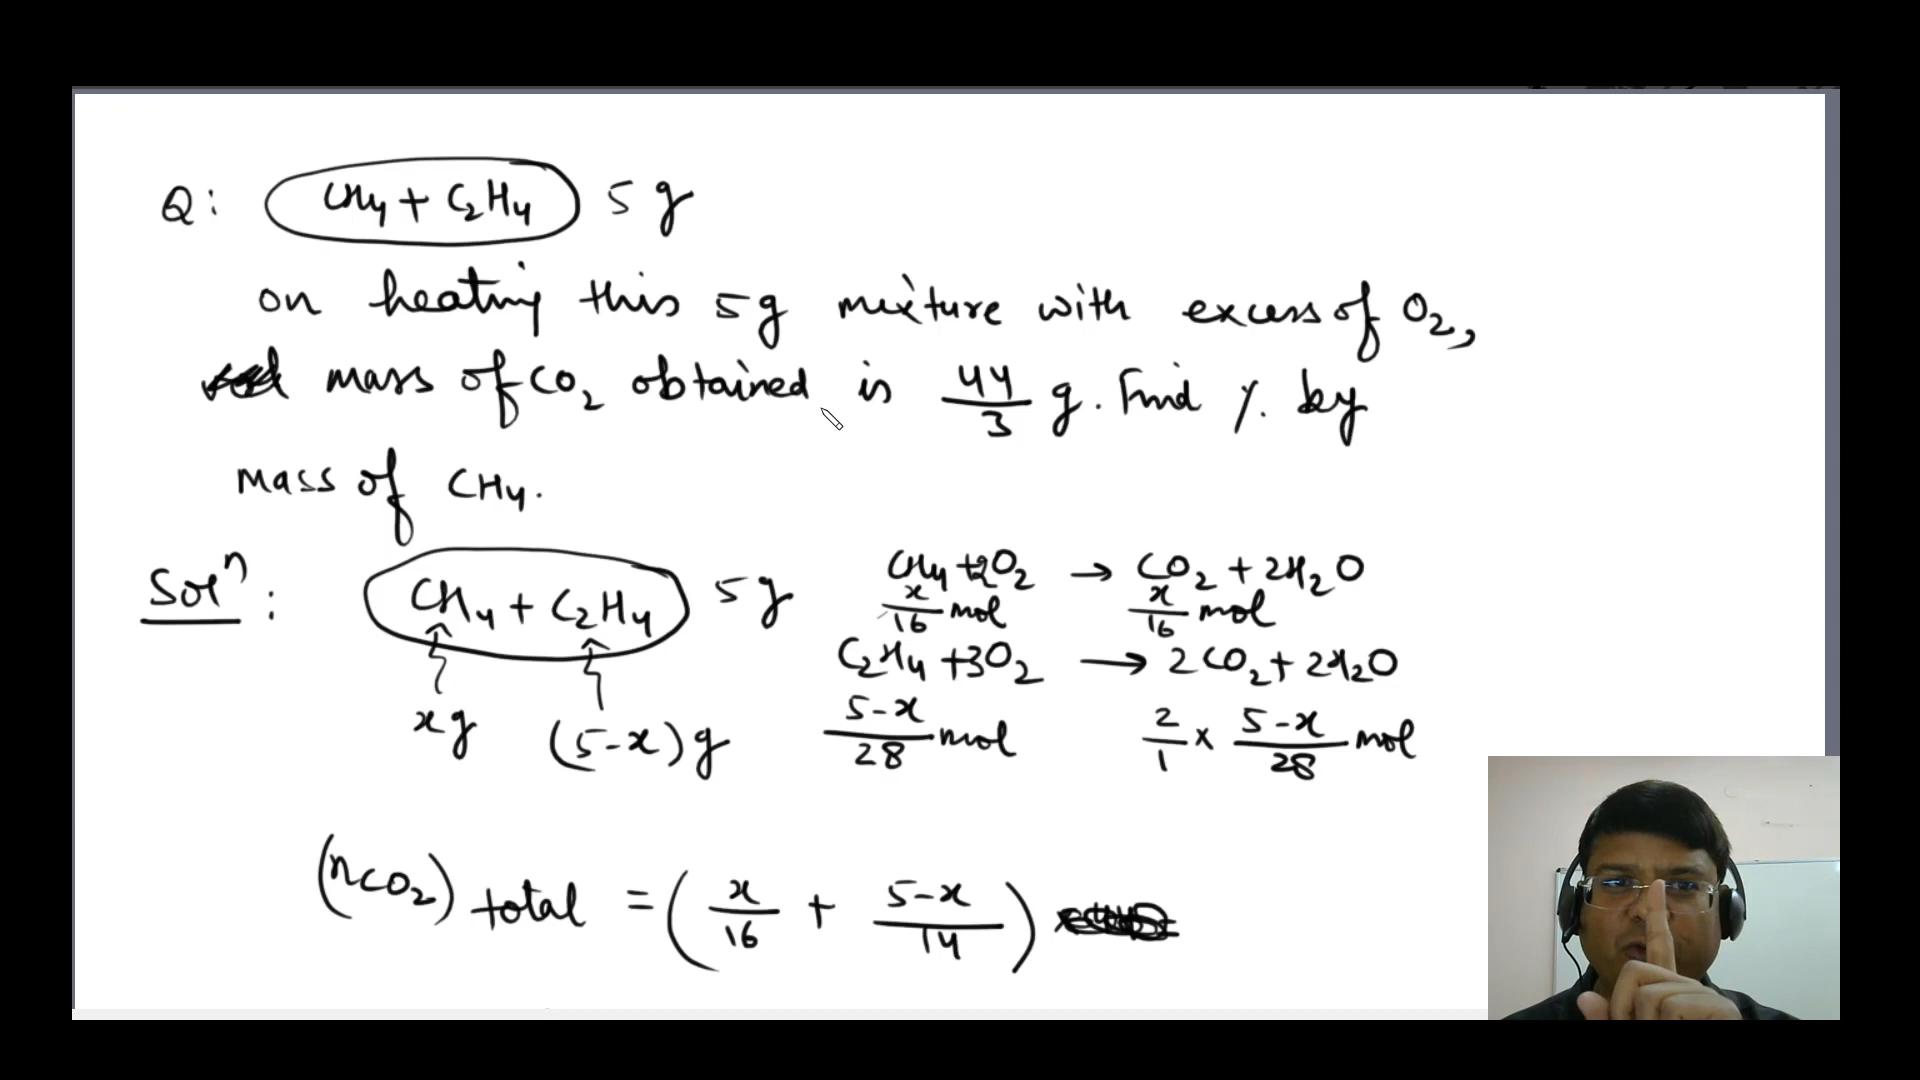 Q: CH4 + C2H4 5 g
on heating this 5g mixture with excess of O2,
mass of CO2 obtained is 44/3 g. Find % by
mass of CH4.
Solⁿ: CH4 + C2H4 5 g
x g (5-x) g
CH4 + 2O2 → CO2 + 2H2O
x/16 mol x/16 mol
C2H4 + 3O2 → 2CO2 + 2H2O
5-x/28 mol 2/1 × 5-x/28 mol
(nCO2) total = (x/16 + 5-x/14)